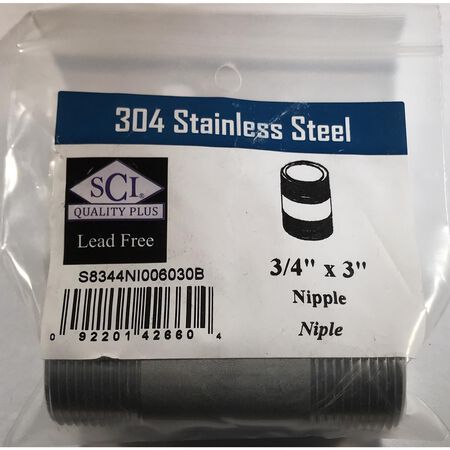 304 Stainless Steel
SCI
QUALITY PLUS
Lead Free
S8344NI006030B
0 92201 42660 4
3/4" x 3"
Nipple
Niple